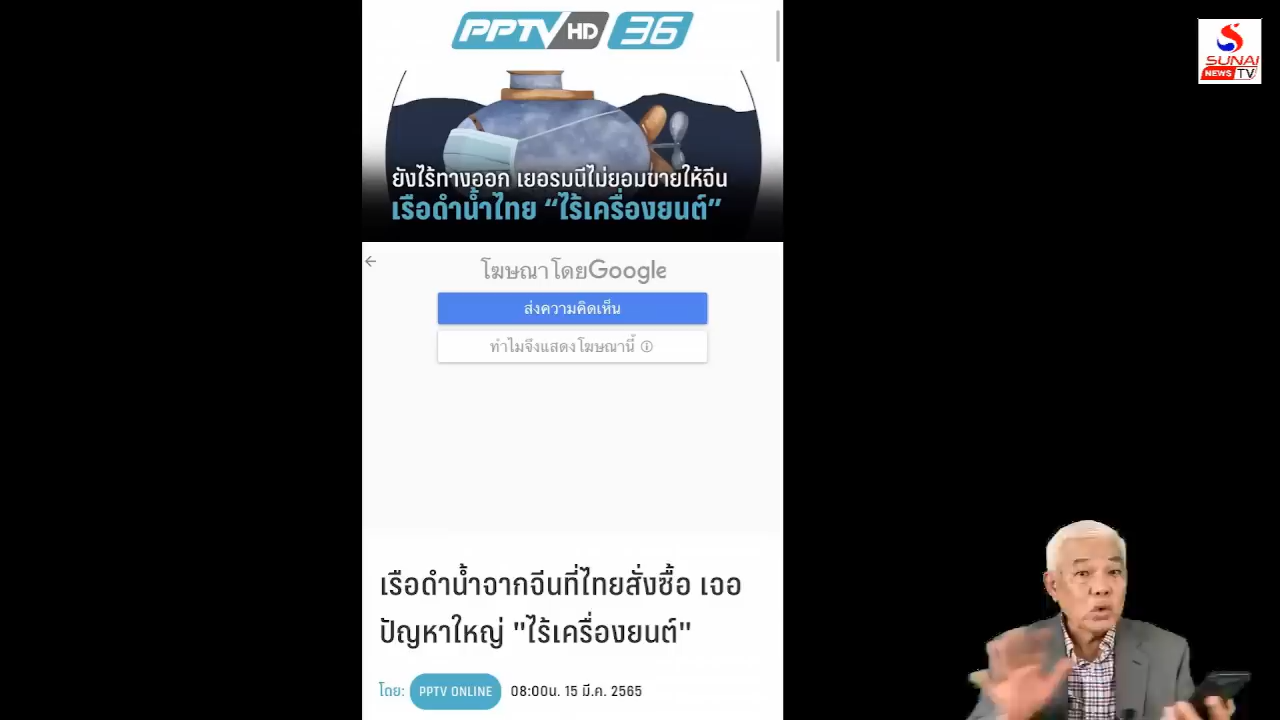 PPTV HD 36
SUNAI
NEWS TV
ยังไร้ทางออก เยอรมนีไม่ยอมขายให้จีน
เรือดำน้ำไทย “ไร้เครื่องยนต์”
โฆษณาโดยGoogle
ส่งความคิดเห็น
ทำไมจึงแสดงโฆษณานี้
เรือดำน้ำจากจีนที่ไทยสั่งซื้อ เจอ
ปัญหาใหญ่ "ไร้เครื่องยนต์"
โดย: PPTV ONLINE 08:00น. 15 มี.ค. 2565